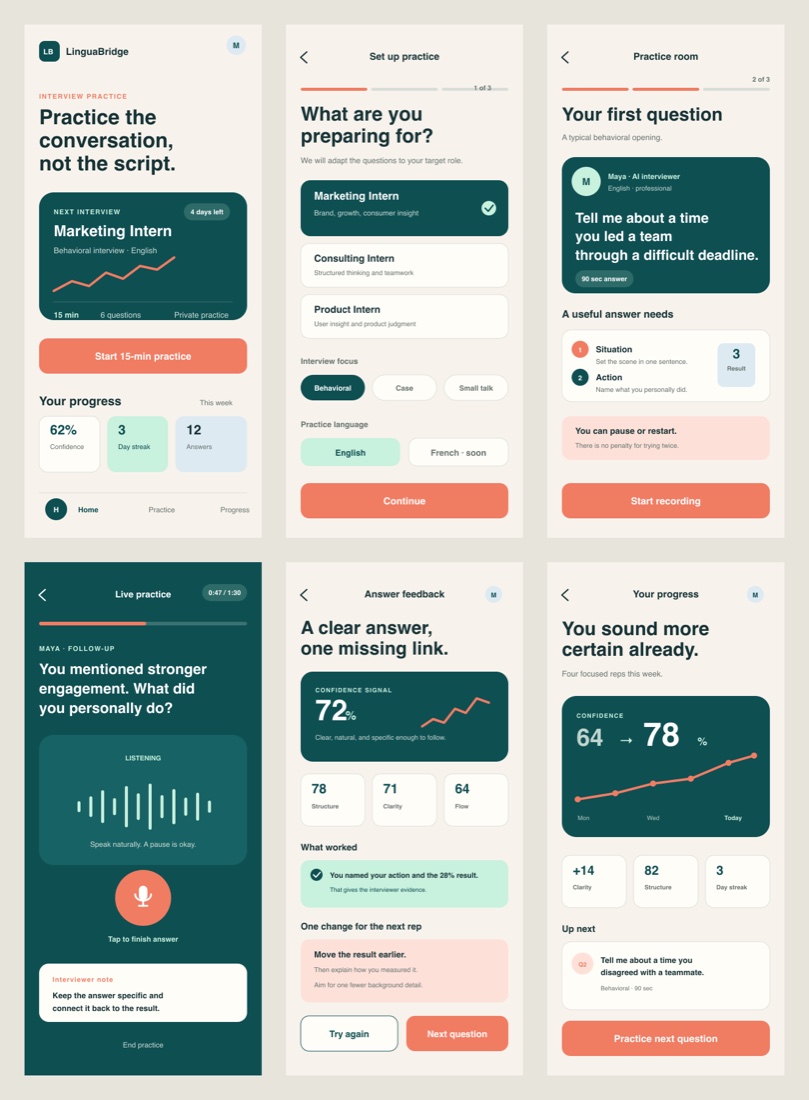 LB LinguaBridge M
INTERVIEW PRACTICE
Practice the
conversation,
not the script.
NEXT INTERVIEW 4 days left
Marketing Intern
Behavioral interview · English
15 min 6 questions Private practice
Start 15-min practice
Your progress This week
62% 3 12
Confidence Day streak Answers
H Home Practice Progress
Set up practice
1 of 3
What are you
preparing for?
We will adapt the questions to your target role.
Marketing Intern
Brand, growth, consumer insight
Consulting Intern
Structured thinking and teamwork
Product Intern
User insight and product judgment
Interview focus
Behavioral Case Small talk
Practice language
English French · soon
Continue
Practice room
2 of 3
Your first question
A typical behavioral opening.
M Maya · AI interviewer
English · professional
Tell me about a time
you led a team
through a difficult deadline.
90 sec answer
A useful answer needs
1 Situation
Set the scene in one sentence.
2 Action
Name what you personally did.
3
Result
You can pause or restart.
There is no penalty for trying twice.
Start recording
Live practice 0:47 / 1:30
MAYA · FOLLOW-UP
You mentioned stronger
engagement. What did
you personally do?
LISTENING
Speak naturally. A pause is okay.
Tap to finish answer
Interviewer note
Keep the answer specific and
connect it back to the result.
End practice
Answer feedback M
A clear answer,
one missing link.
CONFIDENCE SIGNAL
72%
Clear, natural, and specific enough to follow.
78 71 64
Structure Clarity Flow
What worked
You named your action and the 28% result.
That gives the interviewer evidence.
One change for the next rep
Move the result earlier.
Then explain how you measured it.
Aim for one fewer background detail.
Try again Next question
Your progress M
You sound more
certain already.
Four focused reps this week.
CONFIDENCE
64 → 78 %
Mon Wed Today
+14 82 3
Clarity Structure Day streak
Up next
Q2 Tell me about a time you
disagreed with a teammate.
Behavioral · 90 sec
Practice next question